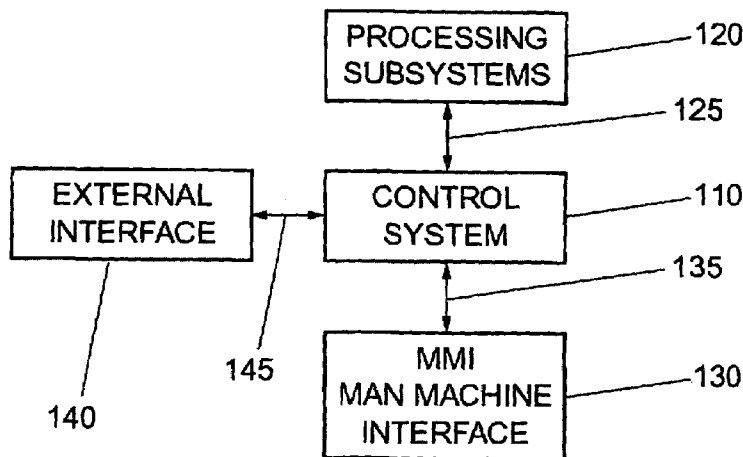 PROCESSING
SUBSYSTEMS
120
125
EXTERNAL
INTERFACE
CONTROL
SYSTEM
110
135
145
140
MMI
MAN MACHINE
INTERFACE
130